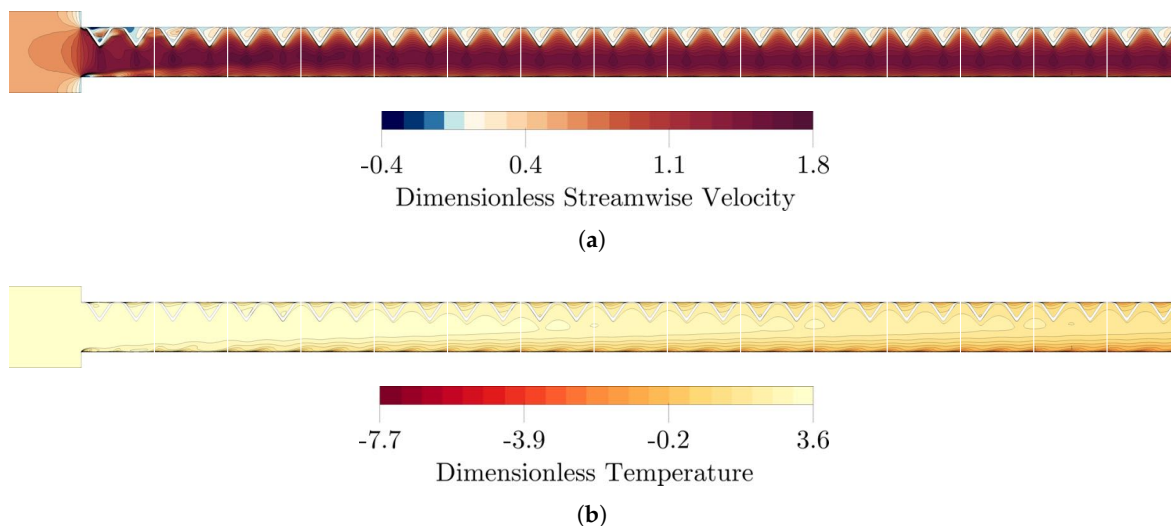 -0.4 0.4 1.1 1.8
Dimensionless Streamwise Velocity
(a)
-7.7 -3.9 -0.2 3.6
Dimensionless Temperature
(b)